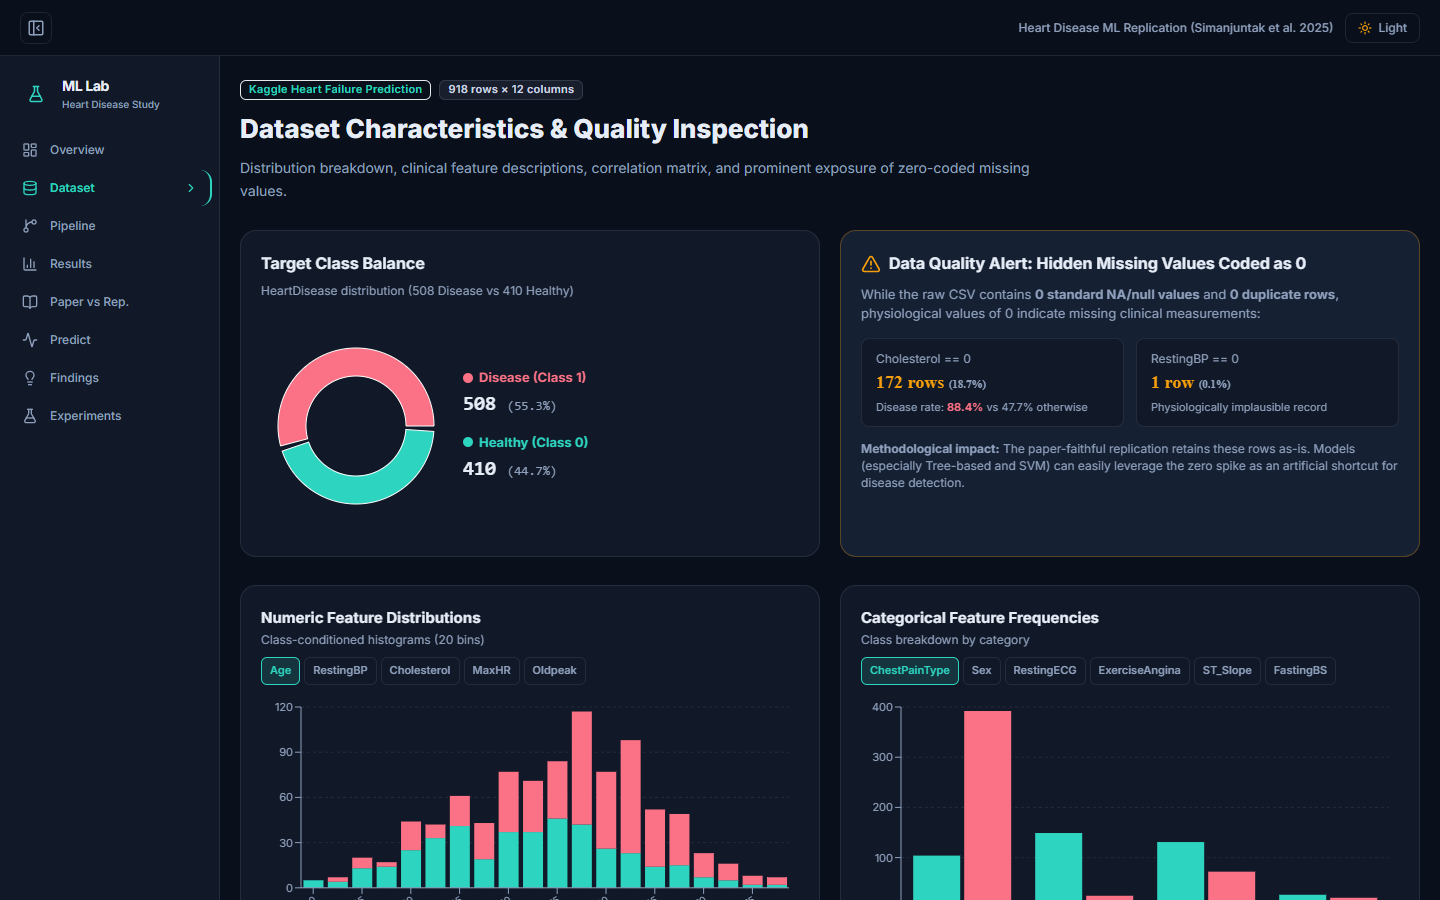 Heart Disease ML Replication (Simanjuntak et al. 2025)
Light
ML Lab
Heart Disease Study
Overview
Dataset
Pipeline
Results
Paper vs Rep.
Predict
Findings
Experiments
Kaggle Heart Failure Prediction
918 rows × 12 columns
Dataset Characteristics & Quality Inspection
Distribution breakdown, clinical feature descriptions, correlation matrix, and prominent exposure of zero-coded missing
values.
Target Class Balance
HeartDisease distribution (508 Disease vs 410 Healthy)
Disease (Class 1)
508 (55.3%)
Healthy (Class 0)
410 (44.7%)
Data Quality Alert: Hidden Missing Values Coded as 0
While the raw CSV contains 0 standard NA/null values and 0 duplicate rows,
physiological values of 0 indicate missing clinical measurements:
Cholesterol == 0
172 rows (18.7%)
Disease rate: 88.4% vs 47.7% otherwise
RestingBP == 0
1 row (0.1%)
Physiologically implausible record
Methodological impact: The paper-faithful replication retains these rows as-is. Models
(especially Tree-based and SVM) can easily leverage the zero spike as an artificial shortcut for
disease detection.
Numeric Feature Distributions
Class-conditioned histograms (20 bins)
Age RestingBP Cholesterol MaxHR Oldpeak
120
90
60
30
0
Categorical Feature Frequencies
Class breakdown by category
ChestPainType Sex RestingECG ExerciseAngina ST_Slope FastingBS
400
300
200
100